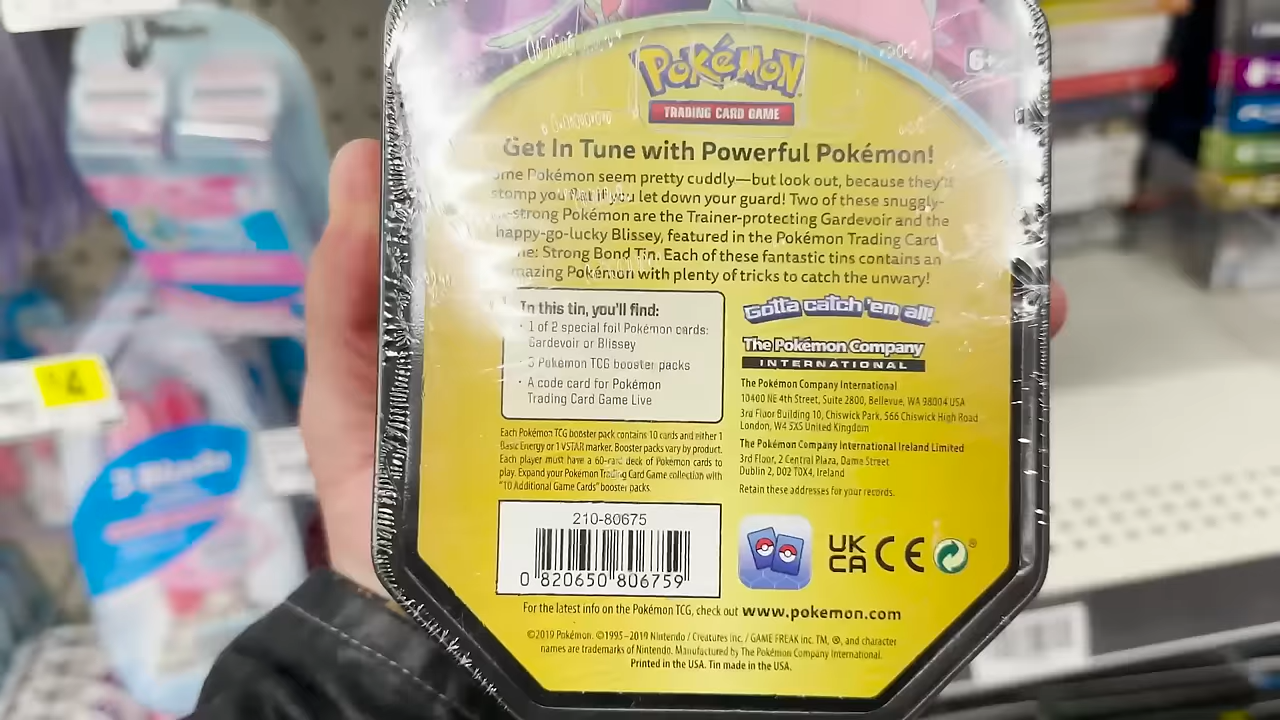 6+
POKéMON
TRADING CARD GAME
Get In Tune with Powerful Pokémon!
Pokémon seem pretty cuddly—but look out, because they'll
stomp you flat if you let down your guard! Two of these snuggly-
-strong Pokémon are the Trainer-protecting Gardevoir and the
happy-go-lucky Blissey, featured in the Pokémon Trading Card
Strong Bond Tin. Each of these fantastic tins contains an
Pokémon with plenty of tricks to catch the unwary!
In this tin, you'll find:
• 1 of 2 special foil Pokémon cards:
Gardevoir or Blissey
• Pokémon TCG booster packs
• A code card for Pokémon
Trading Card Game Live
Gotta catch 'em all!
The Pokémon Company
INTERNATIONAL
The Pokémon Company International
10400 NE 4th Street, Suite 2800, Bellevue, WA 98004 USA
3rd Floor Building 10, Chiswick Park, 566 Chiswick High Road
London, W4 5XS United Kingdom
The Pokémon Company International Ireland Limited
3rd Floor, 2 Central Plaza, Dame Street
Dublin 2, D02 T0X4, Ireland
Retain these addresses for your records.
Each Pokémon TCG booster pack contains 10 cards and either 1
Basic Energy or 1 VSTAR marker. Booster packs vary by product.
Each player must have a 60-card deck of Pokémon cards to
play. Expand your Pokémon Trading Card Game collection with
"10 Additional Game Cards" booster packs.
210-80675
0 820650 806759
UK
CA CE
For the latest info on the Pokémon TCG, check out www.pokemon.com
©2019 Pokémon. ©1995–2019 Nintendo / Creatures Inc. / GAME FREAK inc. TM, ®, and character
names are trademarks of Nintendo. Manufactured by The Pokémon Company International.
Printed in the USA. Tin made in the USA.
$4